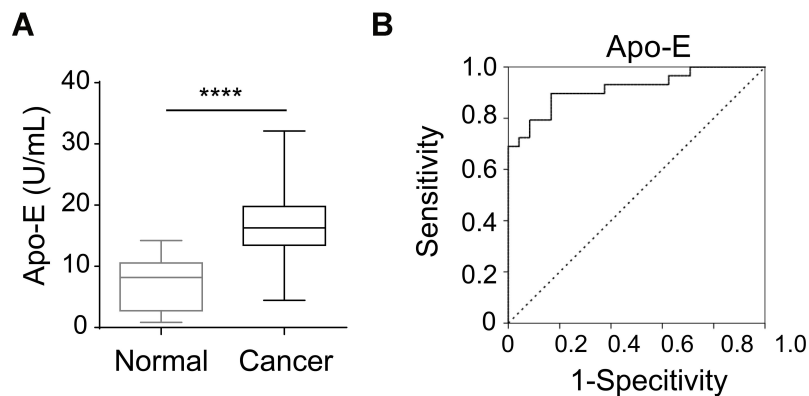 A
Apo-E (U/mL)
40
30
20
10
0
****
Normal
Cancer
B
Apo-E
Sensitivity
1.0
0.8
0.6
0.4
0.2
0
0
0.2
0.4
0.6
0.8
1.0
1-Specitivity